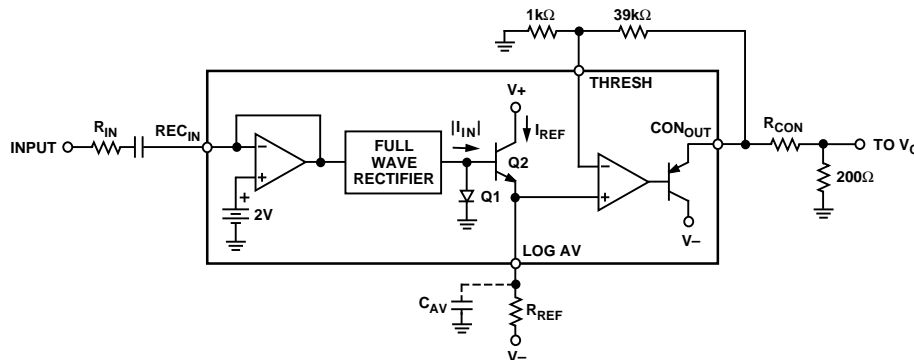 1kΩ
39kΩ
THRESH
V+
|I_IN|
I_REF
R_IN
REC_IN
INPUT
FULL
WAVE
RECTIFIER
Q2
Q1
+
2V
–
+
–
+
CON_OUT
R_CON
TO V_C
200Ω
V–
LOG AV
C_AV
R_REF
V–